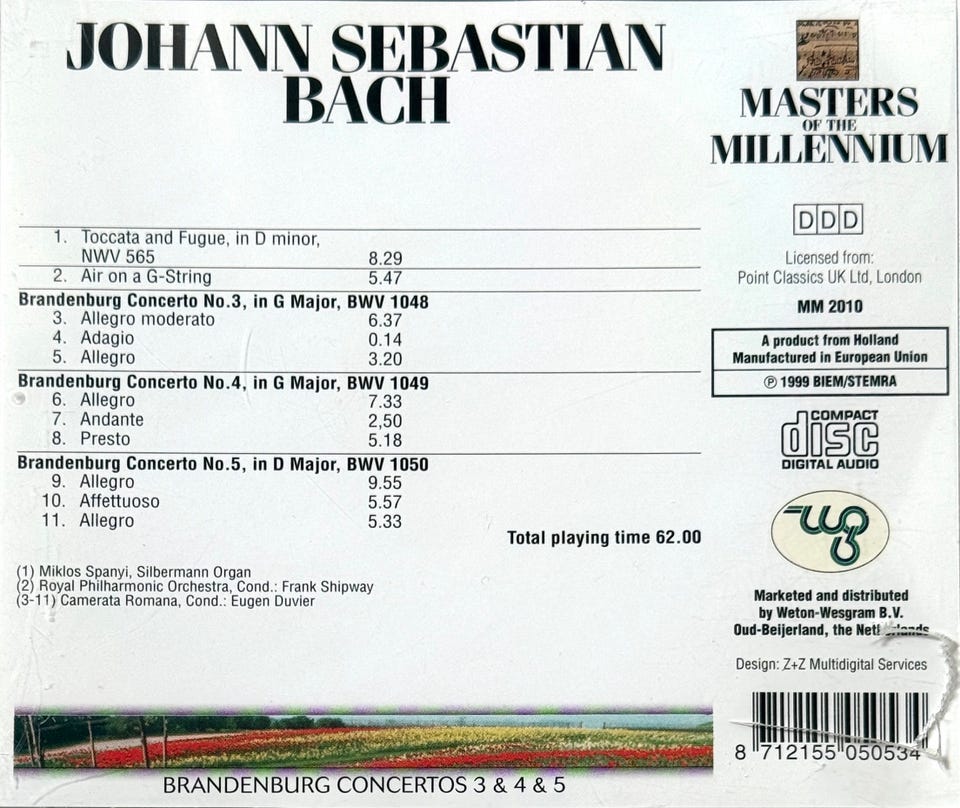 JOHANN SEBASTIAN
BACH
1. Toccata and Fugue, in D minor,
NWV 565 8.29
2. Air on a G-String 5.47
Brandenburg Concerto No.3, in G Major, BWV 1048
3. Allegro moderato 6.37
4. Adagio 0.14
5. Allegro 3.20
Brandenburg Concerto No.4, in G Major, BWV 1049
6. Allegro 7.33
7. Andante 2,50
8. Presto 5.18
Brandenburg Concerto No.5, in D Major, BWV 1050
9. Allegro 9.55
10. Affettuoso 5.57
11. Allegro 5.33
Total playing time 62.00
(1) Miklos Spanyi, Silbermann Organ
(2) Royal Philharmonic Orchestra, Cond.: Frank Shipway
(3-11) Camerata Romana, Cond.: Eugen Duvier
BRANDENBURG CONCERTOS 3 & 4 & 5
MASTERS
OF THE
MILLENNIUM
DDD
Licensed from:
Point Classics UK Ltd, London
MM 2010
A product from Holland
Manufactured in European Union
℗ 1999 BIEM/STEMRA
COMPACT
disc
DIGITAL AUDIO
Marketed and distributed
by Weton-Wesgram B.V.
Oud-Beijerland, the Netherlands
Design: Z+Z Multidigital Services
8 712155 050534